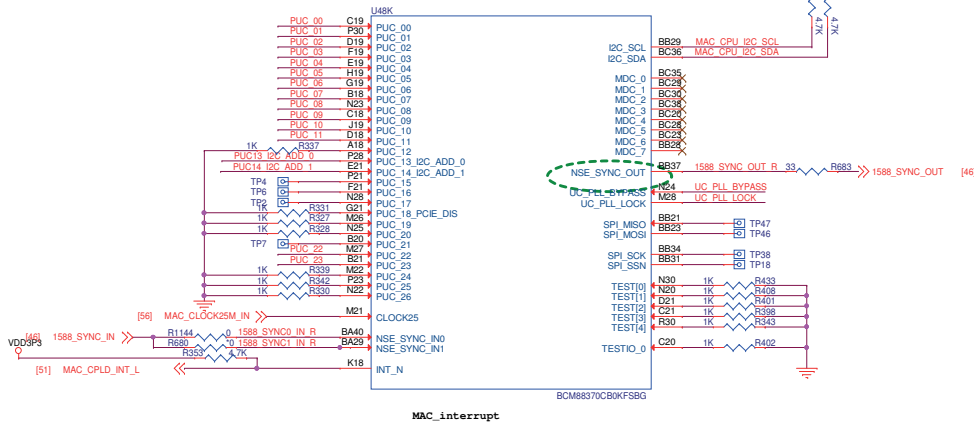 U48K
PUC_00 C19 PUC_00
PUC_01 P30 PUC_01
PUC_02 D19 PUC_02
PUC_03 F19 PUC_03
PUC_04 E19 PUC_04
PUC_05 H19 PUC_05
PUC_06 G19 PUC_06
PUC_07 B18 PUC_07
PUC_08 N23 PUC_08
PUC_09 C18 PUC_09
PUC_10 J19 PUC_10
PUC_11 D18 PUC_11
1K R337 A18 PUC_12
PUC13_I2C_ADD_0 P28 PUC_13_I2C_ADD_0
PUC14_I2C_ADD_1 E21 PUC_14_I2C_ADD_1
TP4 P21 PUC_15
TP6 F21 PUC_16
TP2 N28 PUC_17
1K R331 G21 PUC_18_PCIE_DIS
1K R327 M26 PUC_19
1K R328 N25 PUC_20
TP7 B20 PUC_21
PUC_22 M27 PUC_22
PUC_23 B21 PUC_23
1K R339 M22 PUC_24
1K R342 P23 PUC_25
1K R330 N22 PUC_26
[56] MAC_CLOCK25M_IN M21 CLOCK25
[46] 1588_SYNC_IN R1144 0 1588_SYNC0_IN_R BA40 NSE_SYNC_IN0
R680 *0 1588_SYNC1_IN_R BA29 NSE_SYNC_IN1
VDD3P3 R353 4.7K
[51] MAC_CPLD_INT_L K18 INT_N
4.7K 4.7K
I2C_SCL BB29 MAC_CPU_I2C_SCL
I2C_SDA BC36 MAC_CPU_I2C_SDA
MDC_0 BC35
MDC_1 BC29
MDC_2 BC30
MDC_3 BC38
MDC_4 BC20
MDC_5 BC28
MDC_6 BC23
MDC_7 BB28
NSE_SYNC_OUT BB37 1588_SYNC_OUT_R 33 R683 1588_SYNC_OUT [46
UC_PLL_BYPASS N24 UC_PLL_BYPASS
UC_PLL_LOCK M28 UC_PLL_LOCK
SPI_MISO BB21 TP47
SPI_MOSI BB23 TP46
SPI_SCK BB34 TP38
SPI_SSN BB31 TP18
TEST[0] N30 1K R433
TEST[1] N20 1K R408
TEST[2] D21 1K R401
TEST[3] C21 1K R398
TEST[4] R30 1K R343
TESTIO_0 C20 1K R402
BCM88370CB0KFSBG
MAC_interrupt